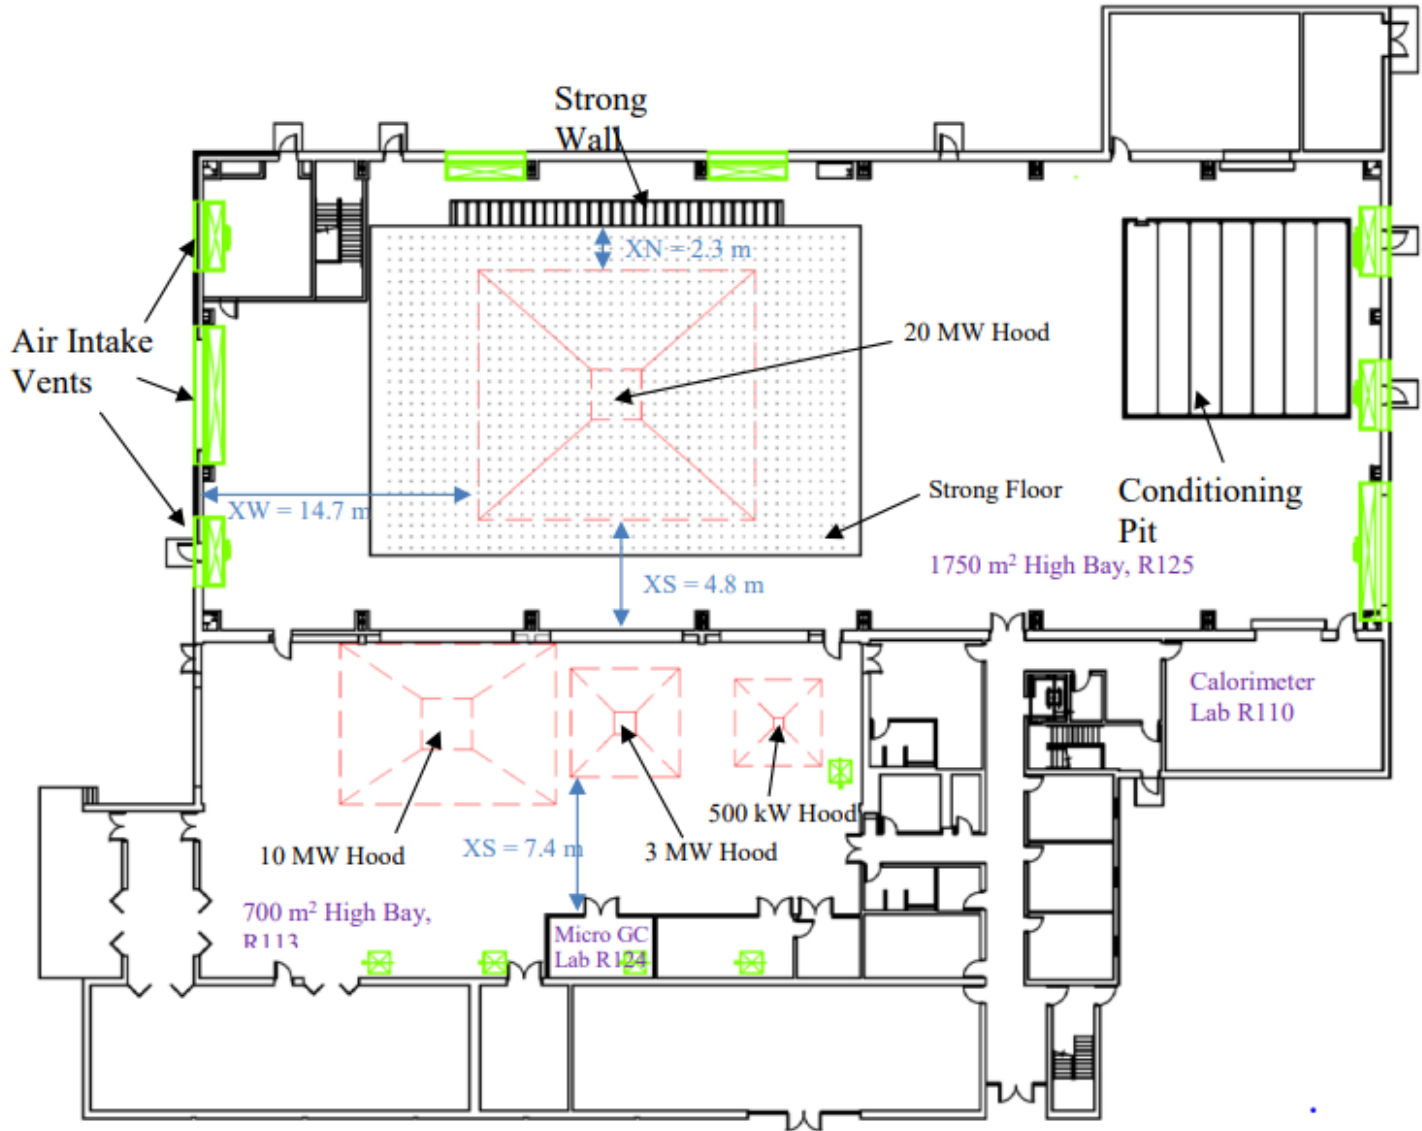 Strong
Wall
XN = 2.3 m
Air Intake
Vents
20 MW Hood
Strong Floor
Conditioning
Pit
XW = 14.7 m
1750 m² High Bay, R125
XS = 4.8 m
Calorimeter
Lab R110
500 kW Hood
10 MW Hood
XS = 7.4 m
3 MW Hood
700 m² High Bay,
R113
Micro GC
Lab R124